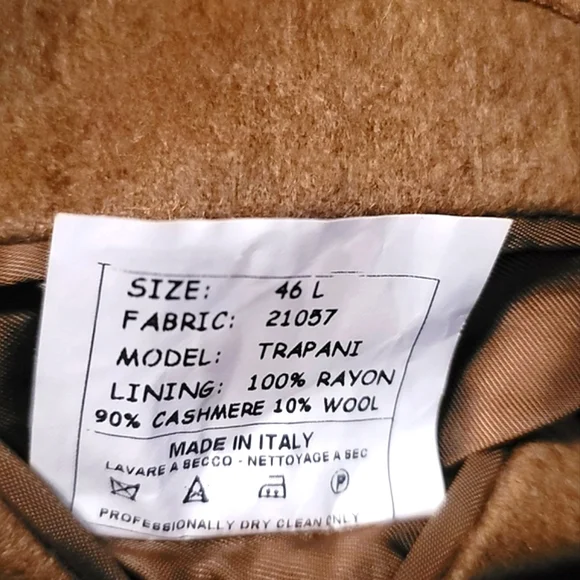 SIZE: 46 L
FABRIC: 21057
MODEL: TRAPANI
LINING: 100% RAYON
90% CASHMERE 10% WOOL
MADE IN ITALY
LAVARE A SECCO - NETTOYAGE A SEC
A P
PROFESSIONALLY DRY CLEAN ONLY